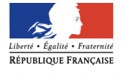 Liberté • Égalité • Fraternité
RÉPUBLIQUE FRANÇAISE